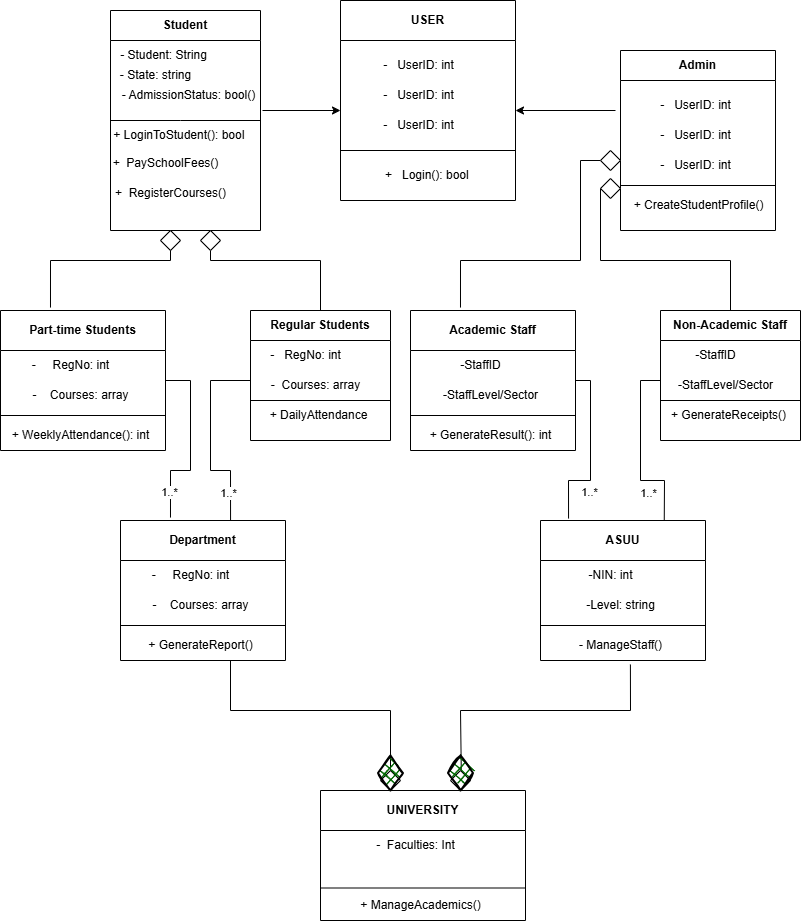 Student
- Student: String
- State: string
- AdmissionStatus: bool()
+ LoginToStudent(): bool
+ PaySchoolFees()
+ RegisterCourses()
USER
- UserID: int
- UserID: int
- UserID: int
+ Login(): bool
Admin
- UserID: int
- UserID: int
- UserID: int
+ CreateStudentProfile()
Part-time Students
- RegNo: int
- Courses: array
+ WeeklyAttendance(): int
Regular Students
- RegNo: int
- Courses: array
+ DailyAttendance
Academic Staff
-StaffID
-StaffLevel/Sector
+ GenerateResult(): int
Non-Academic Staff
-StaffID
-StaffLevel/Sector
+ GenerateReceipts()
1..*
1..*
1..*
1..*
Department
- RegNo: int
- Courses: array
+ GenerateReport()
ASUU
-NIN: int
-Level: string
- ManageStaff()
UNIVERSITY
- Faculties: Int
+ ManageAcademics()